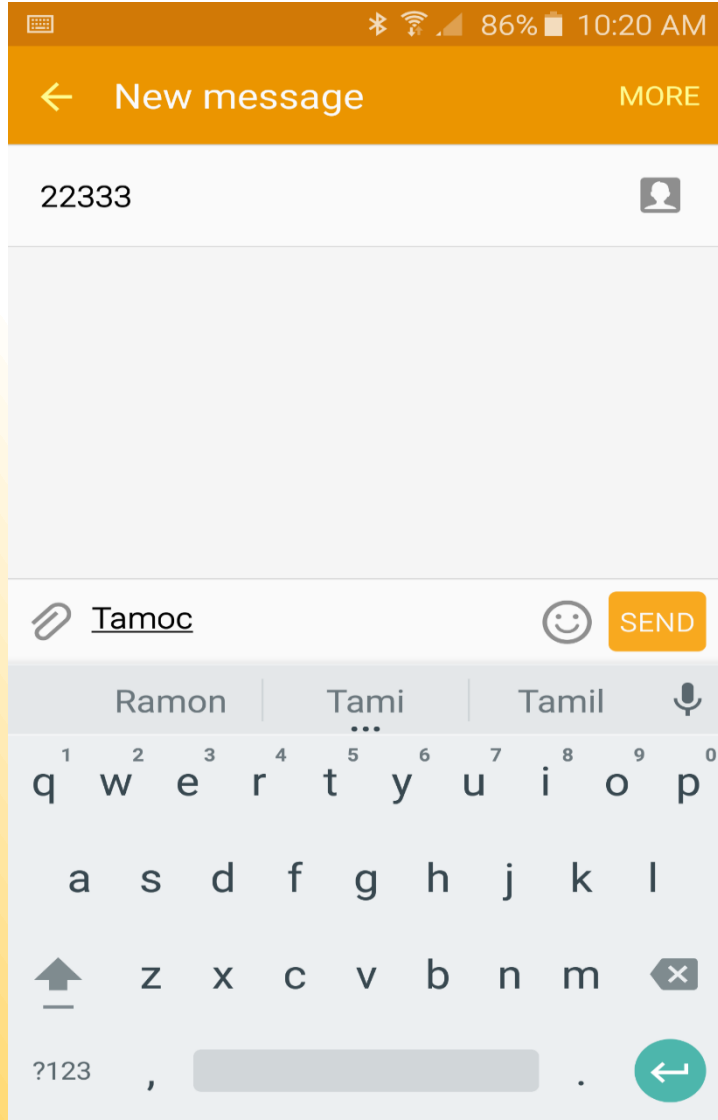 86% 10:20 AM
New message MORE
22333
Tamoc SEND
Ramon Tami Tamil
...
1 2 3 4 5 6 7 8 9 0
q w e r t y u i o p
a s d f g h j k l
z x c v b n m
?123 , .